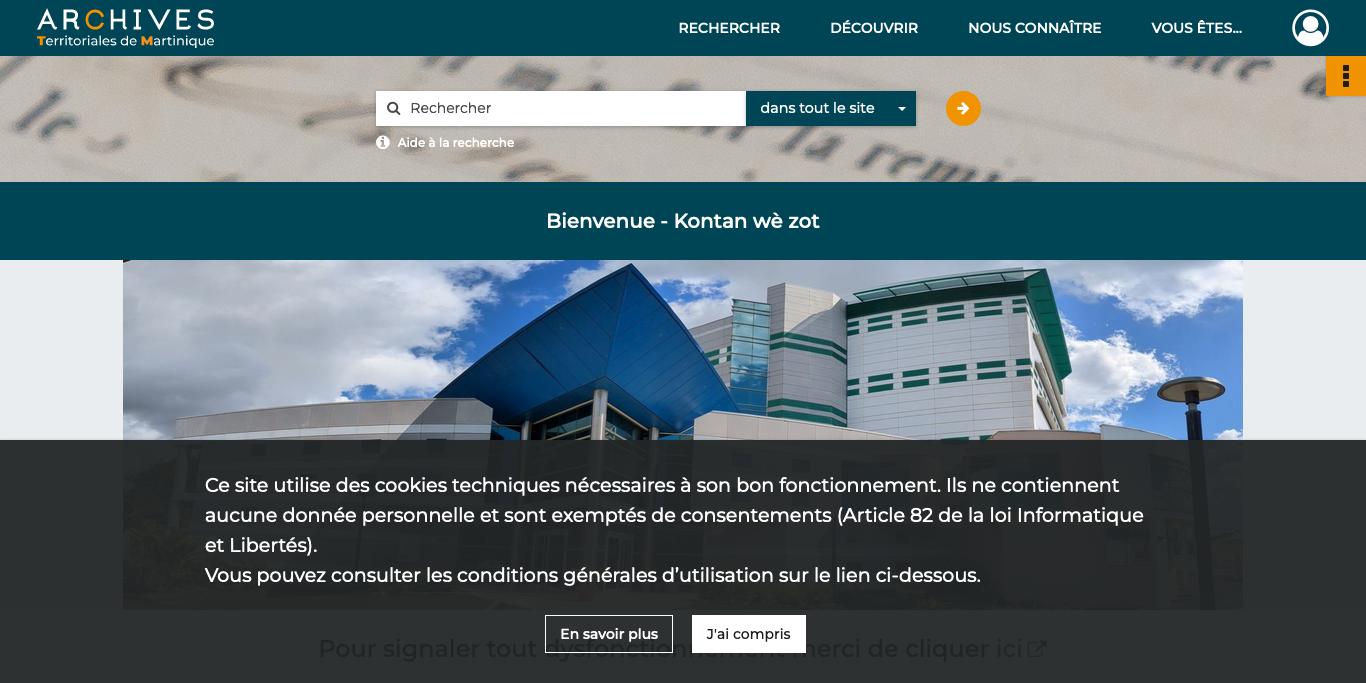 ARCHIVES
Territoriales de Martinique
RECHERCHER
DÉCOUVRIR
NOUS CONNAÎTRE
VOUS ÊTES...
Rechercher
dans tout le site
Aide à la recherche
la remie
Bienvenue - Kontan wè zot
Ce site utilise des cookies techniques nécessaires à son bon fonctionnement. Ils ne contiennent
aucune donnée personnelle et sont exemptés de consentements (Article 82 de la loi Informatique
et Libertés).
Vous pouvez consulter les conditions générales d’utilisation sur le lien ci-dessous.
En savoir plus
J'ai compris
Pour signaler tout dysfonctionnement merci de cliquer ici